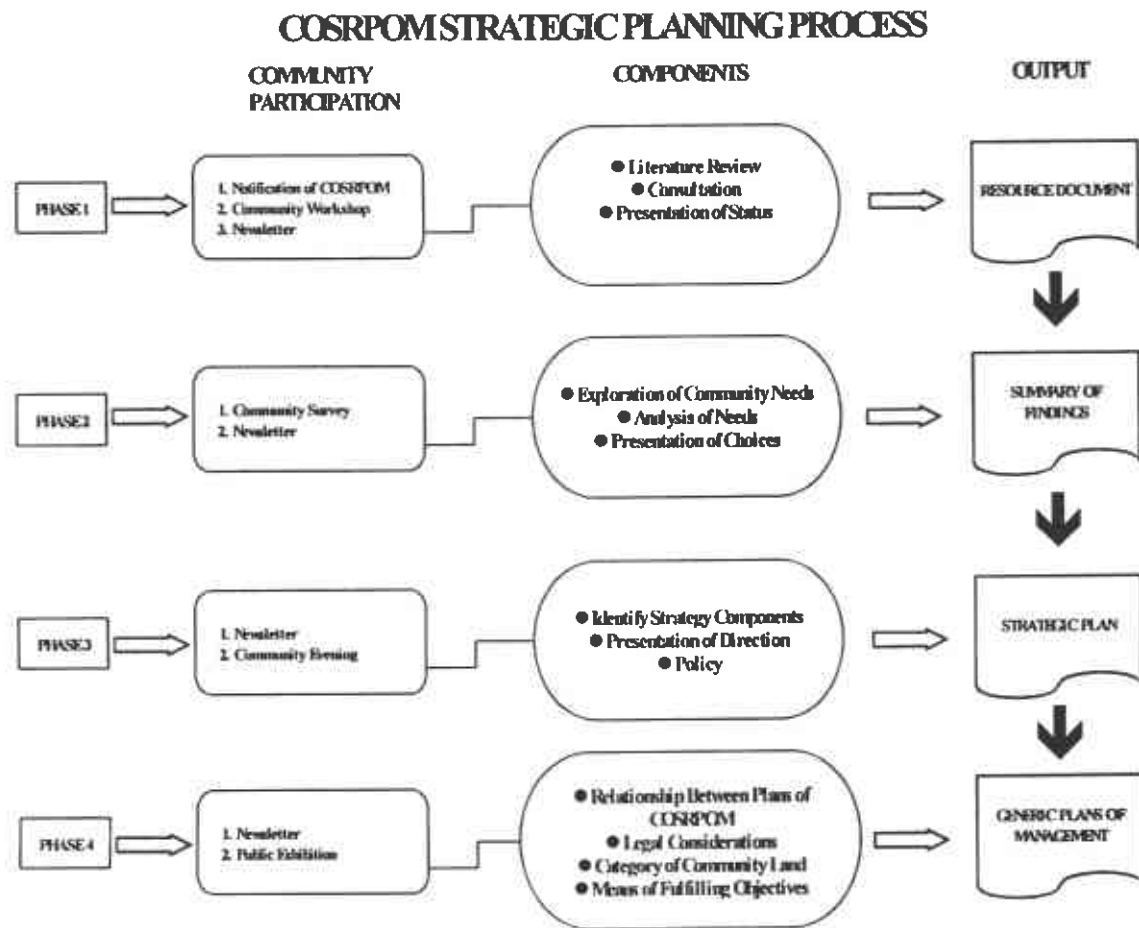 COSRPOM STRATEGIC PLANNING PROCESS
COMMUNITY
PARTICIPATION
COMPONENTS
OUTPUT
PHASE 1
1. Notification of COSRPOM
2. Community Workshop
3. Newsletter
● Literature Review
● Consultation
● Presentation of Status
RESOURCE DOCUMENT
PHASE 2
1. Community Survey
2. Newsletter
● Exploration of Community Needs
● Analysis of Needs
● Presentation of Choices
SUMMARY OF
FINDINGS
PHASE 3
1. Newsletter
2. Community Evening
● Identify Strategy Components
● Presentation of Direction
● Policy
STRATEGIC PLAN
PHASE 4
1. Newsletter
2. Public Exhibition
● Relationship Between Plans of
COSRPOM
● Legal Considerations
● Category of Community Land
● Means of Fulfilling Objectives
GENERIC PLANS OF
MANAGEMENT